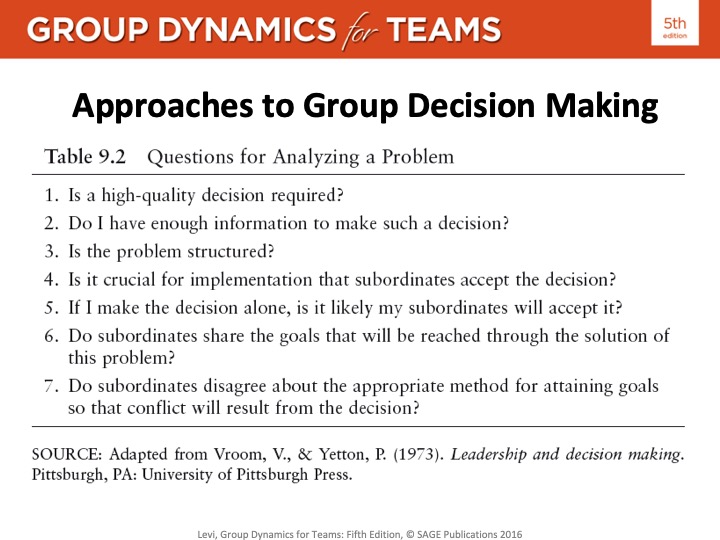 GROUP DYNAMICS for TEAMS
5th
edition
Approaches to Group Decision Making
Table 9.2 Questions for Analyzing a Problem
1. Is a high-quality decision required?
2. Do I have enough information to make such a decision?
3. Is the problem structured?
4. Is it crucial for implementation that subordinates accept the decision?
5. If I make the decision alone, is it likely my subordinates will accept it?
6. Do subordinates share the goals that will be reached through the solution of
this problem?
7. Do subordinates disagree about the appropriate method for attaining goals
so that conflict will result from the decision?
SOURCE: Adapted from Vroom, V., & Yetton, P. (1973). Leadership and decision making.
Pittsburgh, PA: University of Pittsburgh Press.
Levi, Group Dynamics for Teams: Fifth Edition, © SAGE Publications 2016